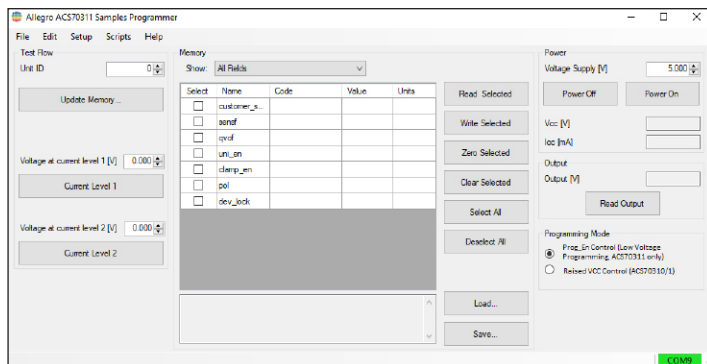 Allegro ACS70311 Samples Programmer
File Edit Setup Scripts Help
Test Flow
Unit ID 0
Update Memory...
Voltage at current level 1 [V] 0.000
Current Level 1
Voltage at current level 2 [V] 0.000
Current Level 2
Memory
Show: All Fields
Select Name Code Value Units
customer_s...
sensf
qvof
uni_en
clamp_en
pol
dev_lock
Read Selected
Write Selected
Zero Selected
Clear Selected
Select All
Deselect All
Load...
Save...
Power
Voltage Supply [V] 5.000
Power Off Power On
Vcc [V]
Icc [mA]
Output
Output [V]
Read Output
Programming Mode
Prog_En Control (Low Voltage
Programming, ACS70311 only)
Raised VCC Control (ACS70310/1)
COM9